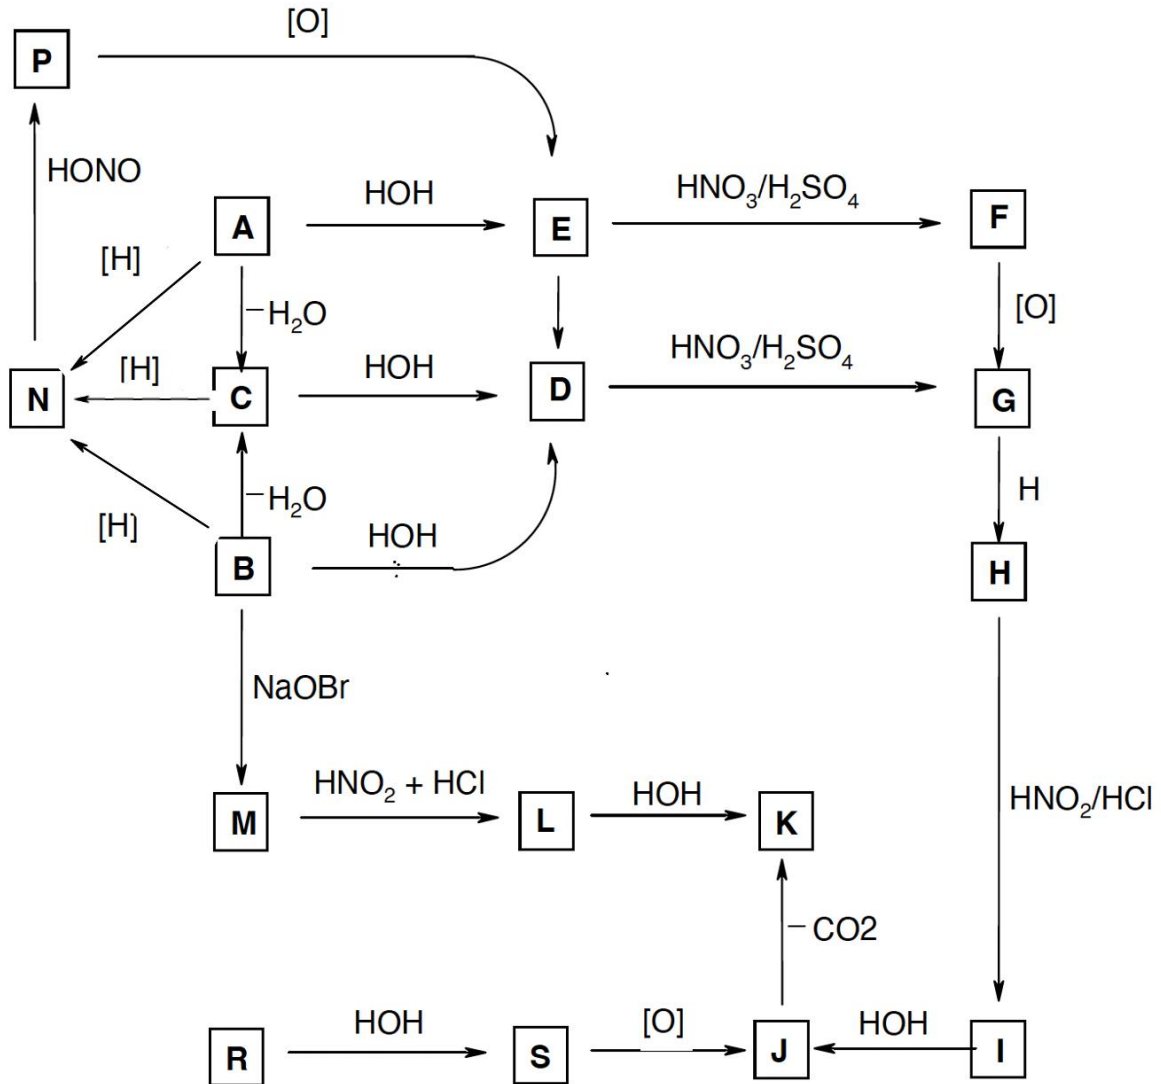 [O]
P
HONO
HOH
HNO₃/H₂SO₄
A
E
F
[H]
–H₂O
[O]
[H]
HOH
HNO₃/H₂SO₄
N
C
D
G
–H₂O
H
[H]
HOH
B
H
NaOBr
HNO₂ + HCl
HOH
HNO₂/HCl
M
L
K
– CO2
HOH
[O]
HOH
R
S
J
I